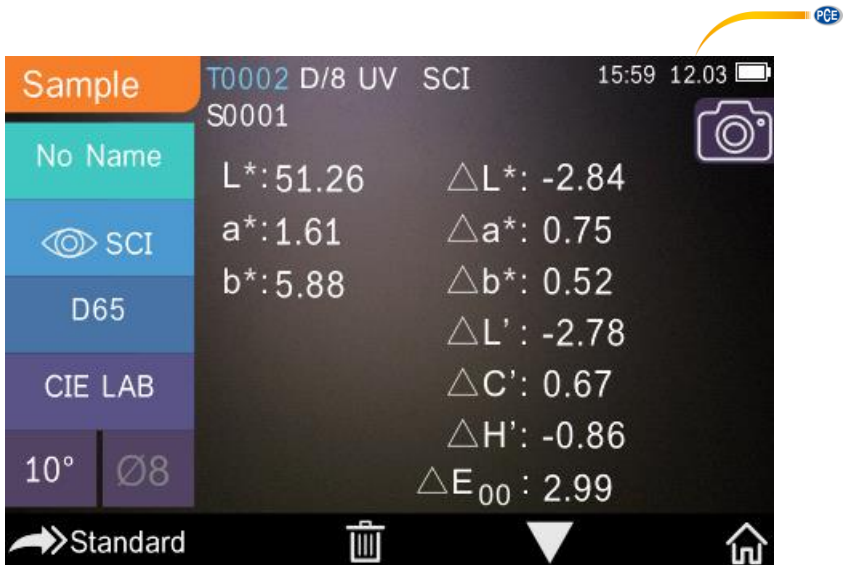 PCE
Sample
T0002 D/8 UV SCI
15:59 12.03
S0001
No Name
SCI
D65
CIE LAB
10° Ø8
L*:51.26
a*:1.61
b*:5.88
△L*: -2.84
△a*: 0.75
△b*: 0.52
△L’: -2.78
△C’: 0.67
△H’: -0.86
△E00: 2.99
Standard